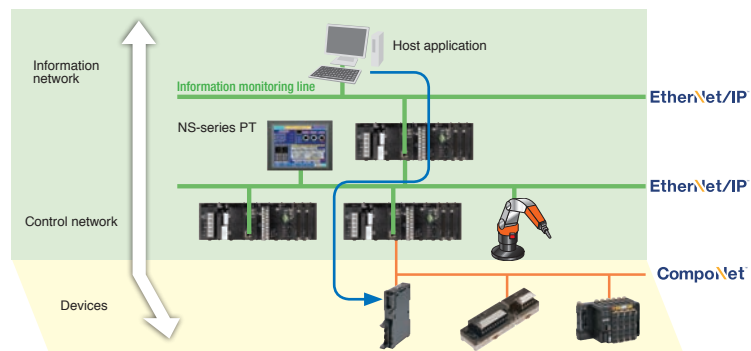 Host application
Information
network
Information monitoring line
EtherNet/IP
NS-series PT
EtherNet/IP
Control network
CompoNet
Devices